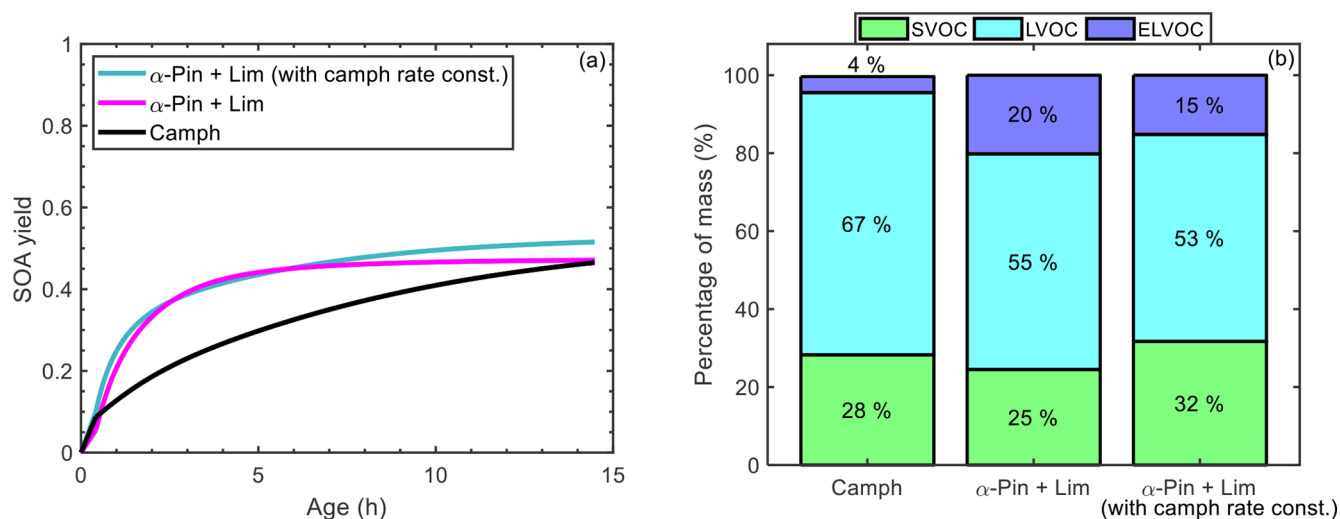 (a)
α-Pin + Lim (with camph rate const.)
α-Pin + Lim
Camph
SOA yield
1
0.8
0.6
0.4
0.2
0
0
5
10
15
Age (h)
SVOC
LVOC
ELVOC
(b)
Percentage of mass (%)
100
80
60
40
20
0
4 %
67 %
28 %
20 %
55 %
25 %
15 %
53 %
32 %
Camph
α-Pin + Lim
α-Pin + Lim
(with camph rate const.)